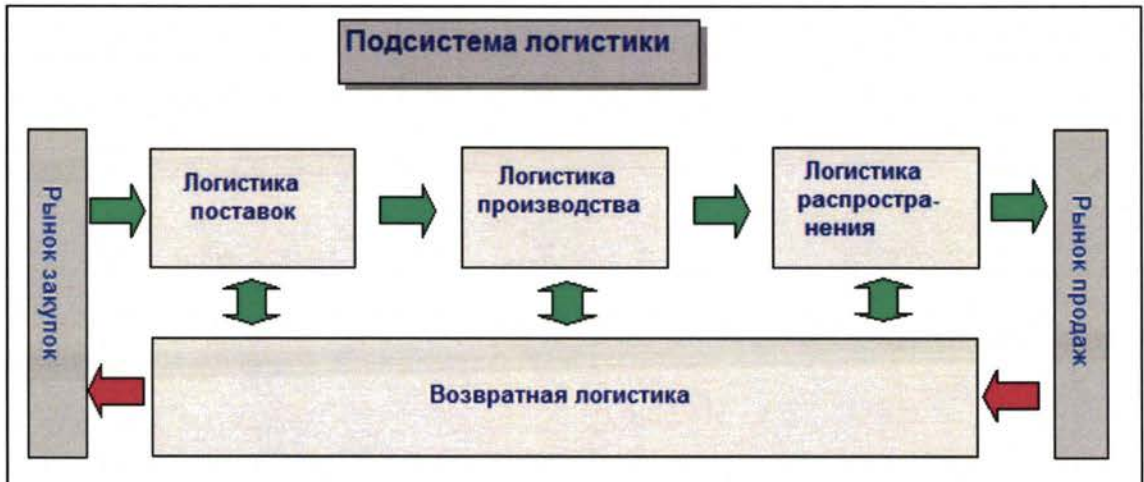 Подсистема логистики
Рынок закупок
Логистика
поставок
Логистика
производства
Логистика
распростра-
нения
Рынок продаж
Возвратная логистика